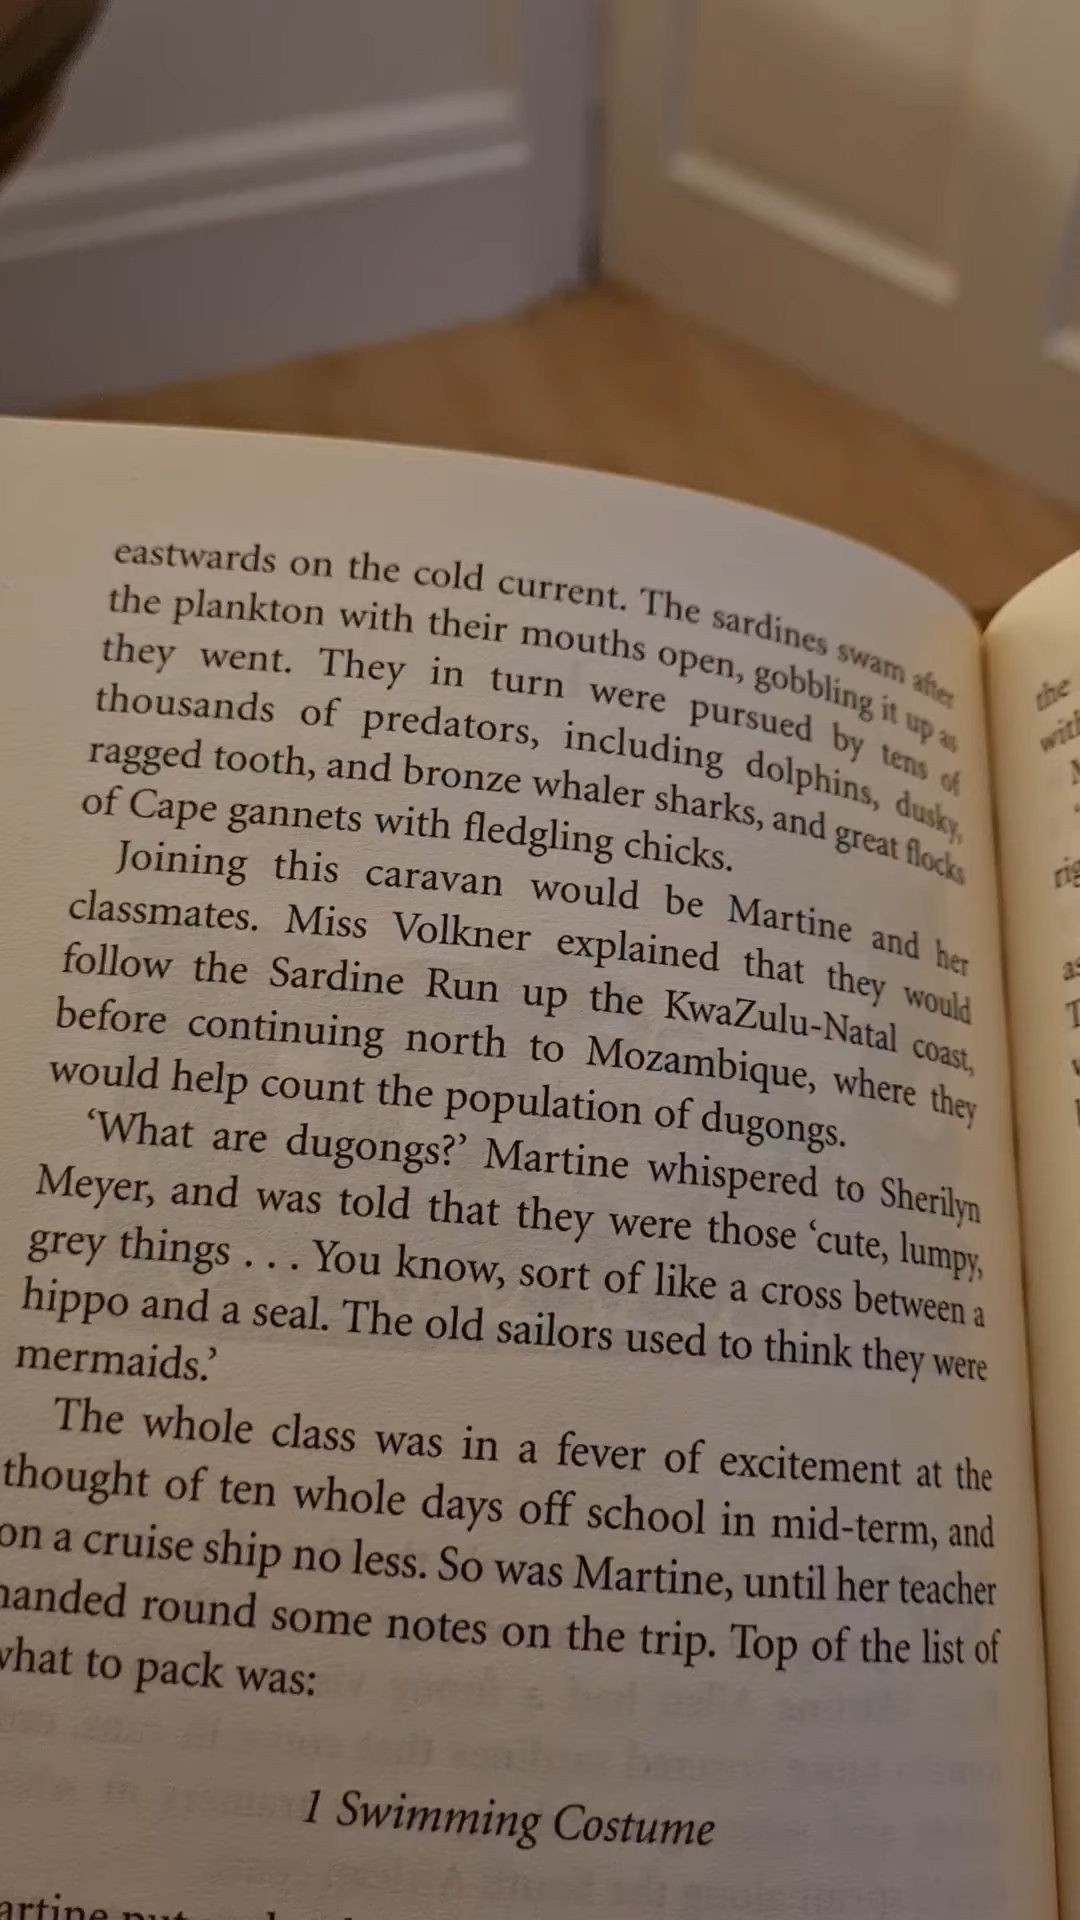 eastwards on the cold current. The sardines swam after
the plankton with their mouths open, gobbling it up as
they went. They in turn were pursued by tens of
thousands of predators, including dolphins, dusky,
ragged tooth, and bronze whaler sharks, and great flocks
of Cape gannets with fledgling chicks.
Joining this caravan would be Martine and her
classmates. Miss Volkner explained that they would
follow the Sardine Run up the KwaZulu-Natal coast,
before continuing north to Mozambique, where they
would help count the population of dugongs.
‘What are dugongs?’ Martine whispered to Sherilyn
Meyer, and was told that they were those ‘cute, lumpy,
grey things . . . You know, sort of like a cross between a
hippo and a seal. The old sailors used to think they were
mermaids.’
The whole class was in a fever of excitement at the
thought of ten whole days off school in mid-term, and
on a cruise ship no less. So was Martine, until her teacher
handed round some notes on the trip. Top of the list of
what to pack was:
1 Swimming Costume
the